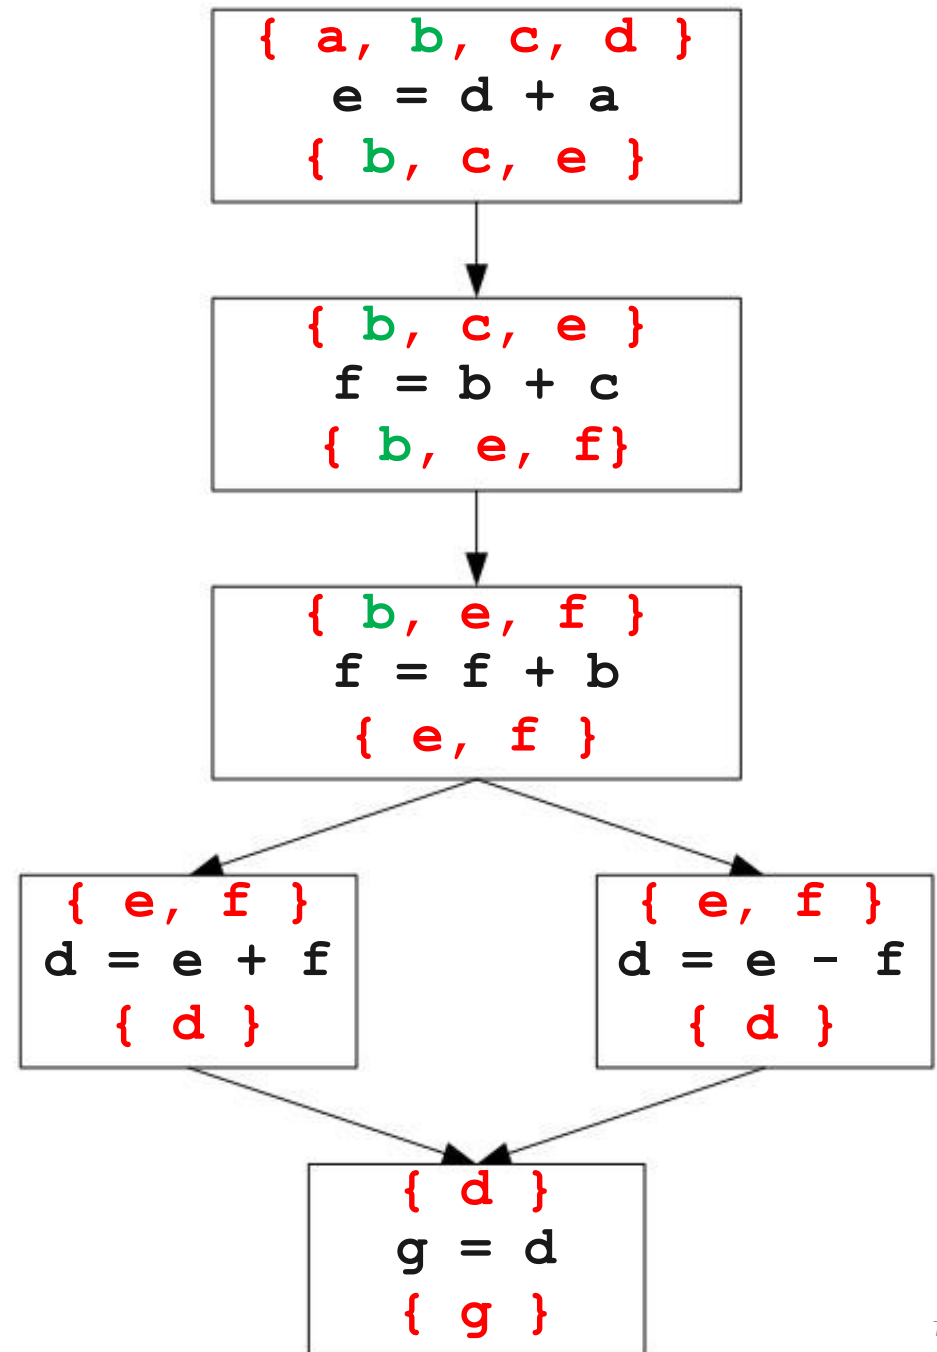 { a, b, c, d }
e = d + a
{ b, c, e }
{ b, c, e }
f = b + c
{ b, e, f}
{ b, e, f }
f = f + b
{ e, f }
{ e, f }
d = e + f
{ d }
{ e, f }
d = e - f
{ d }
{ d }
g = d
{ g }